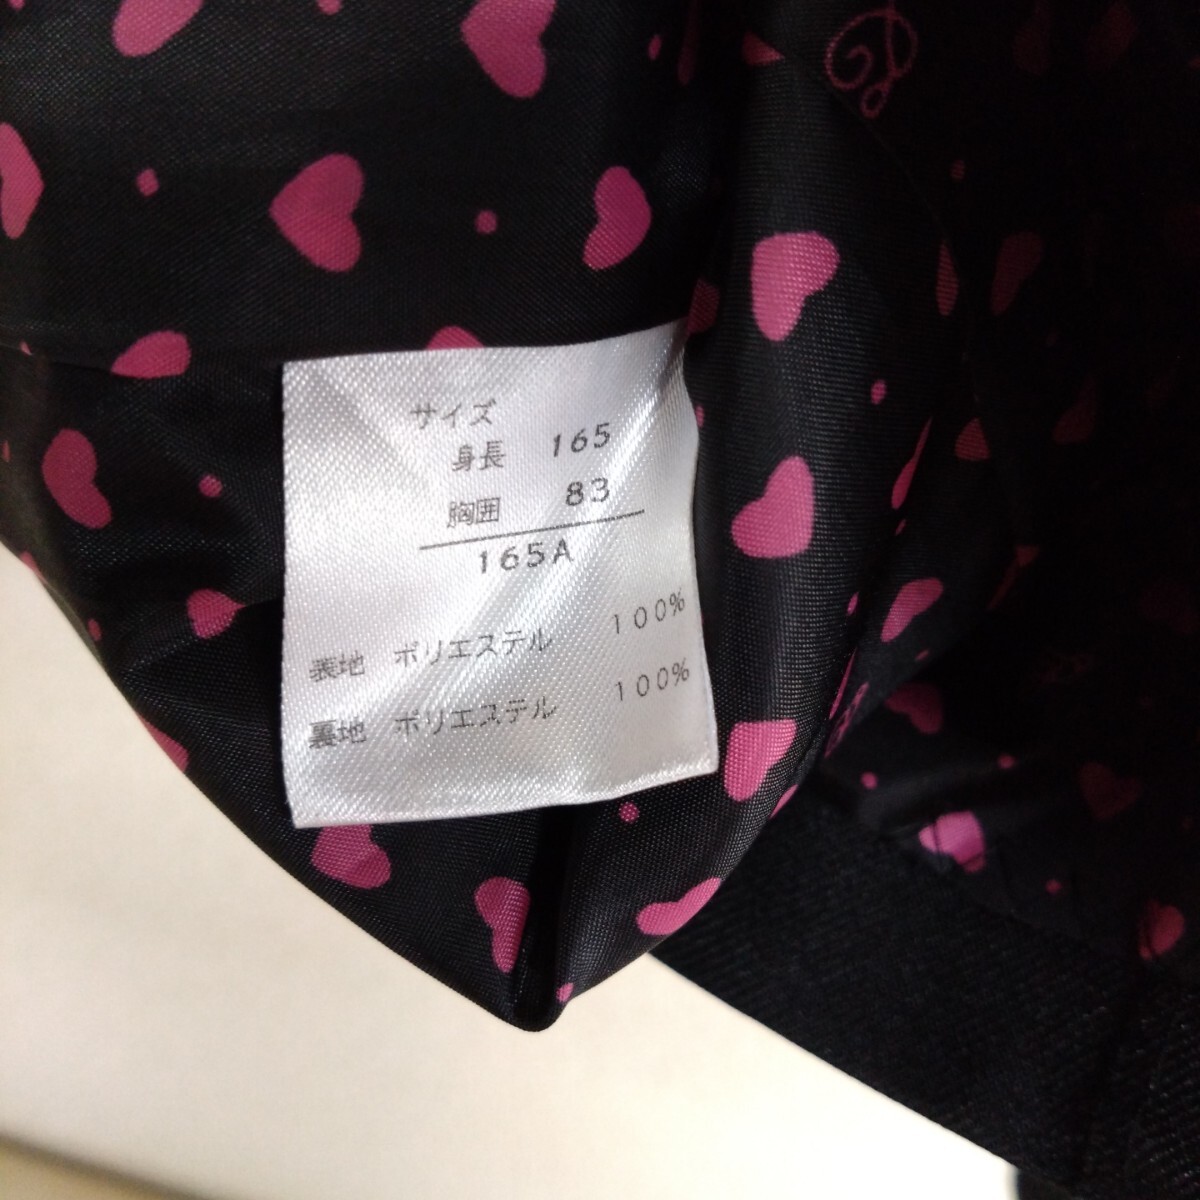 サイズ
身長 165
胸囲 83
165A
表地 ポリエステル 100%
裏地 ポリエステル 100%